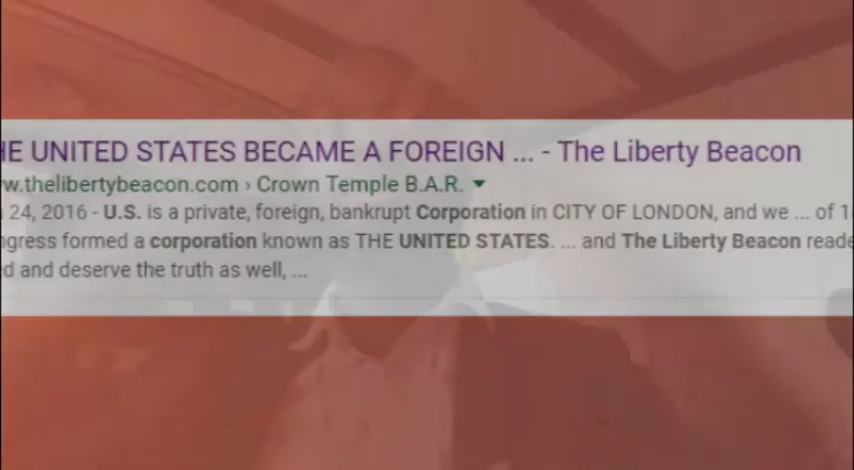 HE UNITED STATES BECAME A FOREIGN ... - The Liberty Beacon
w.thelibertybeacon.com › Crown Temple B.A.R.
24, 2016 - U.S. is a private, foreign, bankrupt Corporation in CITY OF LONDON, and we ... of 1
ngress formed a corporation known as THE UNITED STATES. ... and The Liberty Beacon reade
d and deserve the truth as well, ...